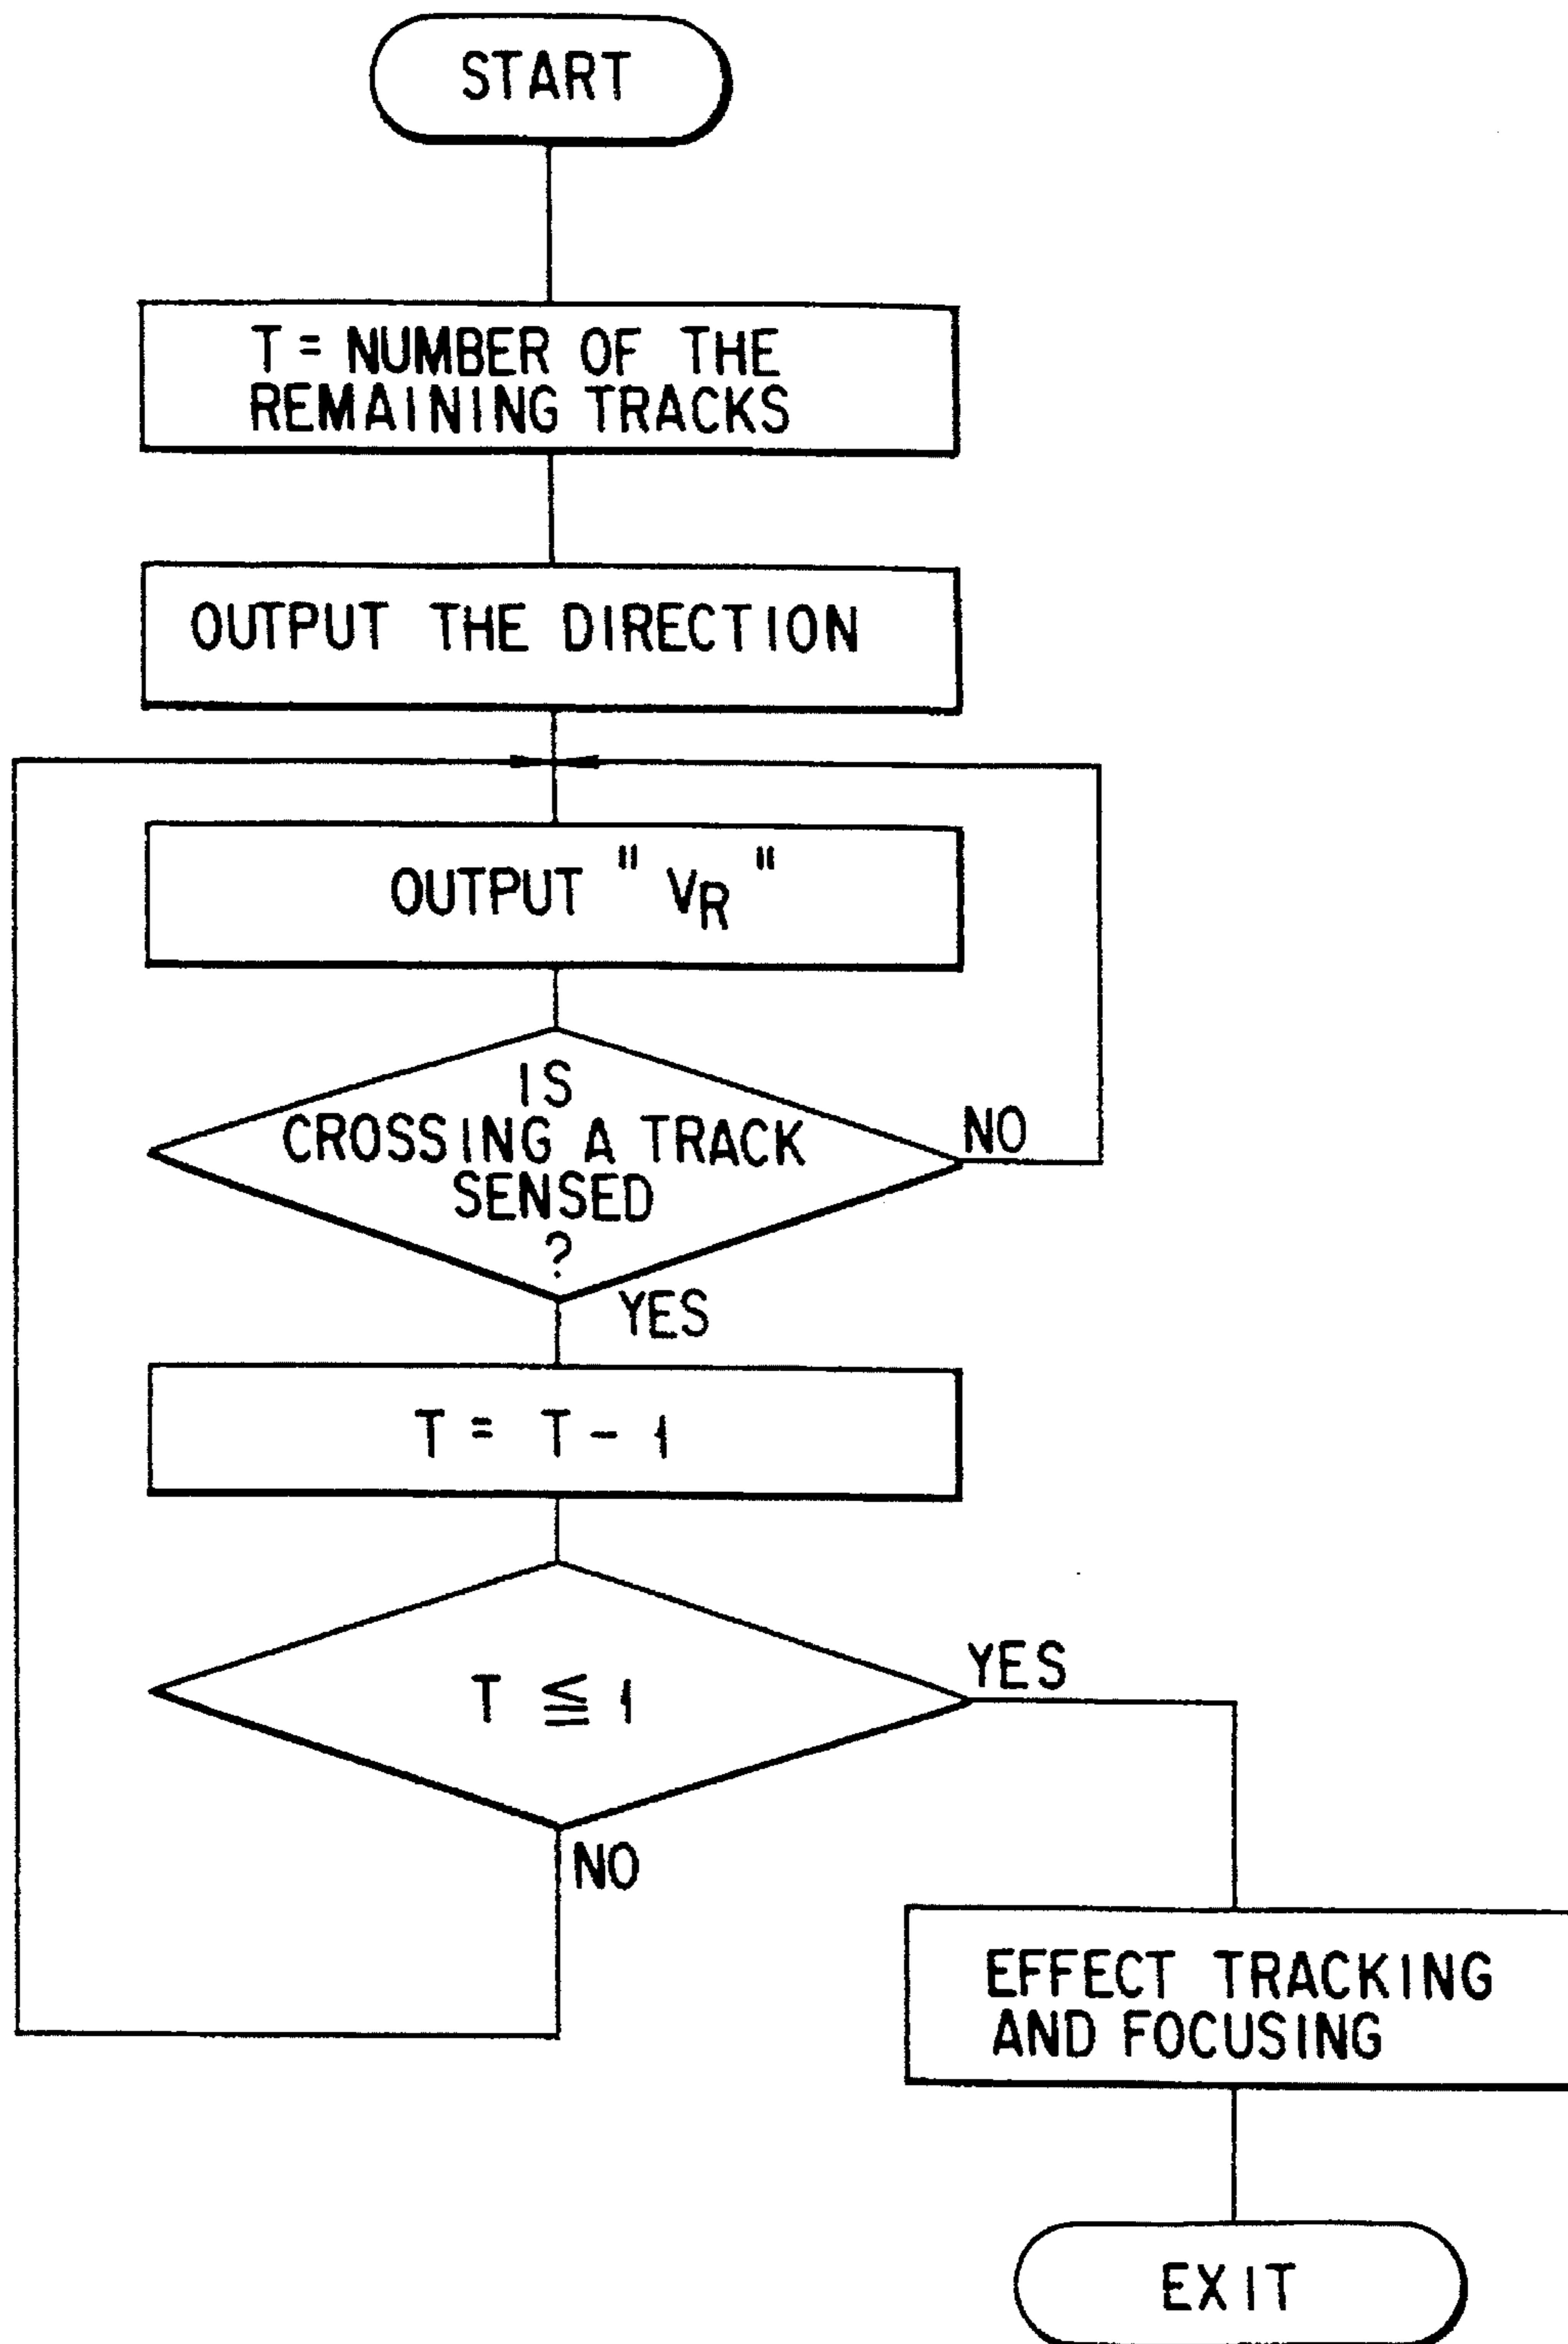 START
T = NUMBER OF THE
REMAINING TRACKS
OUTPUT THE DIRECTION
OUTPUT " VR "
IS
CROSSING A TRACK
SENSED
?
NO
YES
T = T - 1
T ≦ 1
YES
NO
EFFECT TRACKING
AND FOCUSING
EXIT